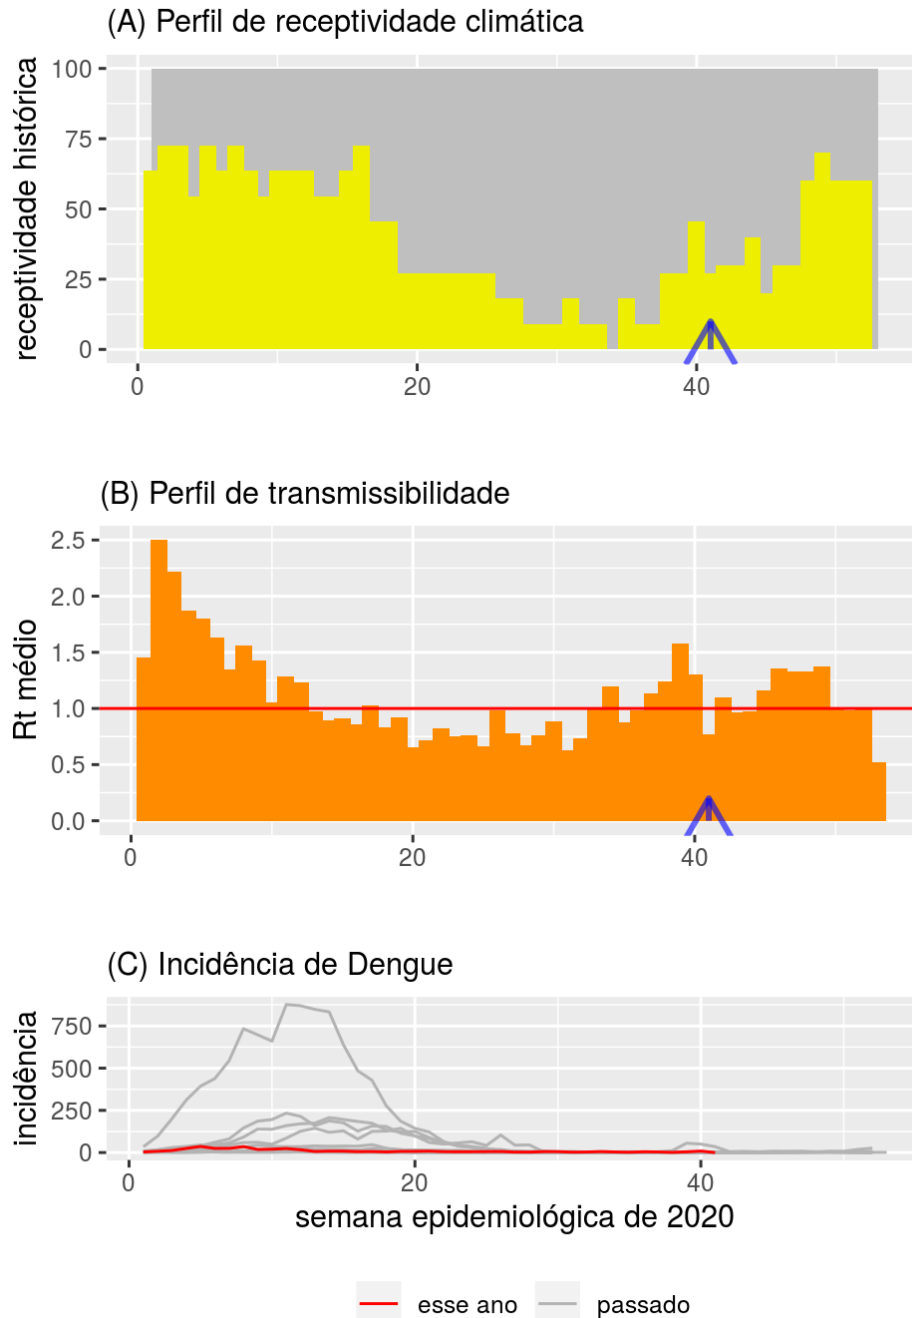 (A) Perfil de receptividade climática
receptividade histórica
100
75
50
25
0
0 20 40
(B) Perfil de transmissibilidade
Rt médio
2.5
2.0
1.5
1.0
0.5
0.0
0 20 40
(C) Incidência de Dengue
incidência
750
500
250
0
0 20 40
semana epidemiológica de 2020
esse ano passado